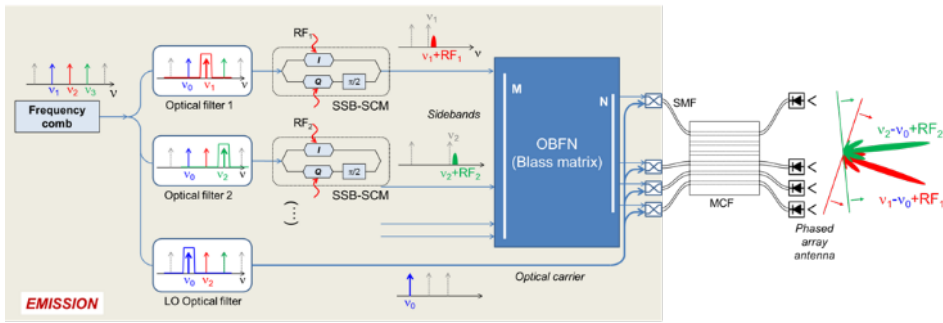 ν₁ ν₂ ν₃ ν
Frequency
comb
ν₀ ν₁ ν
Optical filter 1
RF₁
I
Q π/2
SSB-SCM
ν
ν₁+RF₁
Sidebands
ν₀ ν₂ ν
Optical filter 2
RF₂
I
Q π/2
SSB-SCM
(...)
ν₂
ν₂+RF₂
M
N
OBFN
(Blass matrix)
SMF
MCF
ν₂-ν₀+RF₂
ν₁-ν₀+RF₁
Phased
array
antenna
ν₀ ν₂ ν
LO Optical filter
Optical carrier
ν₀
EMISSION